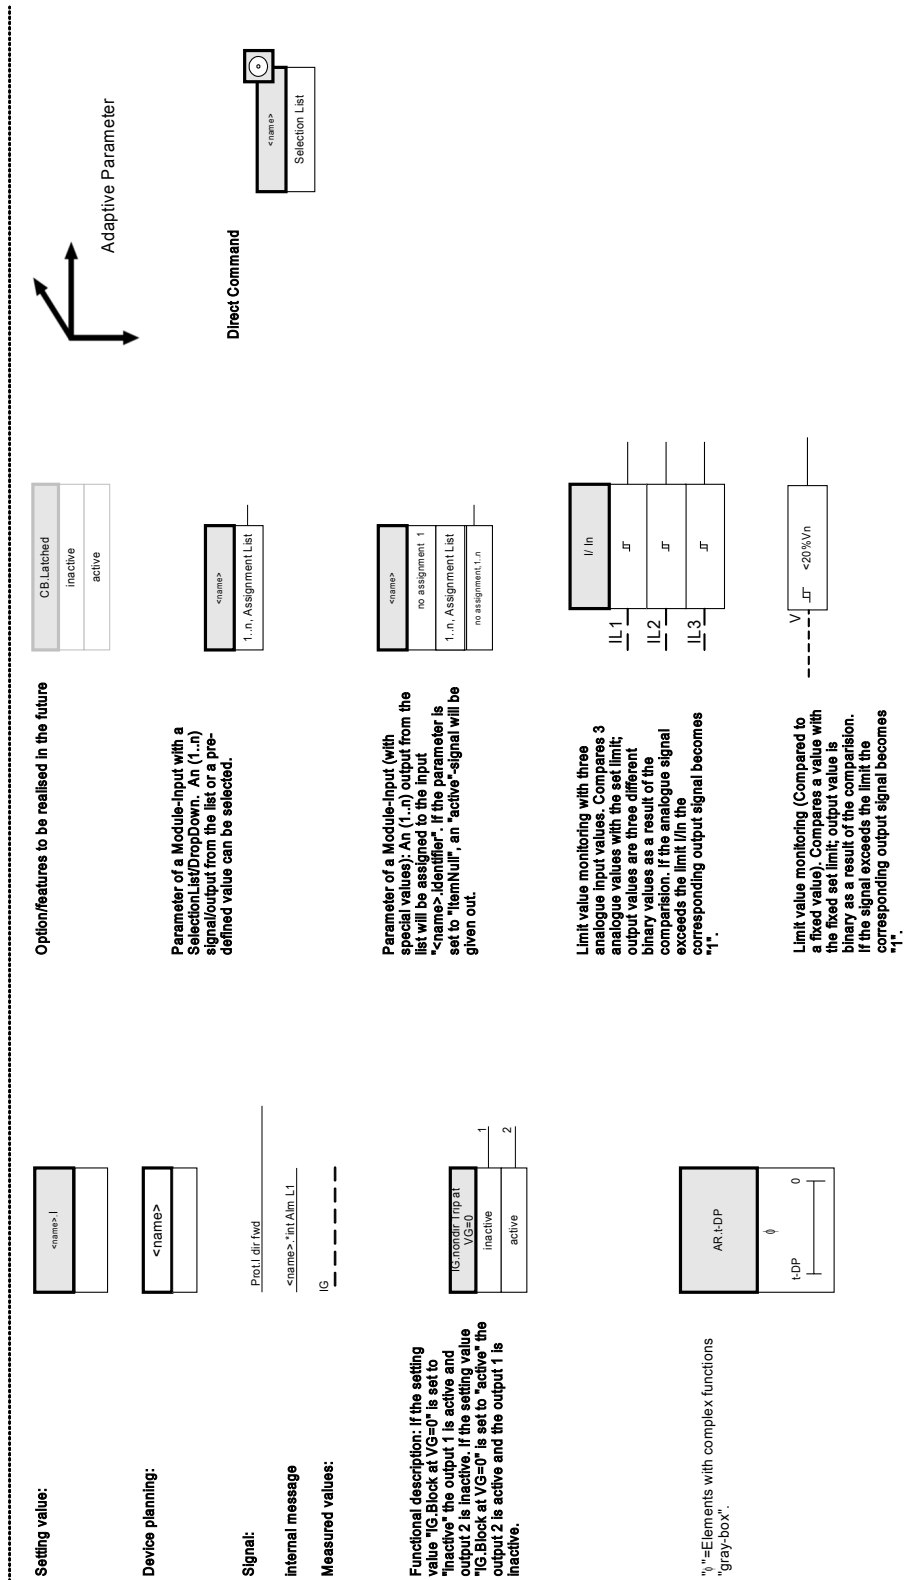 Setting value:
<name>.I
Device planning:
<name>
Signal:
Prot.I dir fwd
internal message
<name>.*int Alm L1
Measured values:
IG
Functional description: If the setting
value "IG.Block at VG=0" is set to
"inactive" the output 1 is active and
output 2 is inactive. If the setting value
"IG.Block at VG=0" is set to "active" the
output 2 is active and the output 1 is
inactive.
IG.nondir Trip at
VG=0
inactive
1
active
2
"ϕ"=Elements with complex functions
"gray-box".
AR.t-DP
ϕ
t-DP
0
Option/features to be realised in the future
CB.Latched
inactive
active
Parameter of a Module-Input with a
SelectionList/DropDown. An (1..n)
signal/output from the list or a pre-
defined value can be selected.
<name>
1..n, Assignment List
Parameter of a Module-Input (with
special values): An (1..n) output from the
list will be assigned to the input
"<name>.Identifier". If the parameter is
set to "ItemNull", an "active"-signal will be
given out.
<name>
no assignment 1
1..n, Assignment List
no assignment,1..n
Limit value monitoring with three
analogue input values. Compares 3
analogue values with the set limit;
output values are three different
binary values as a result of the
comparision. If the analogue signal
exceeds the limit I/In the
corresponding output signal becomes
"1".
I/ In
IL1
IL2
IL3
Limit value monitoring (Compared to
a fixed value). Compares a value with
the fixed set limit; output value is
binary as a result of the comparision.
If the signal exceeds the limit the
corresponding output signal becomes
"1".
V
<20%Vn
Adaptive Parameter
Direct Command
<name>
Selection List